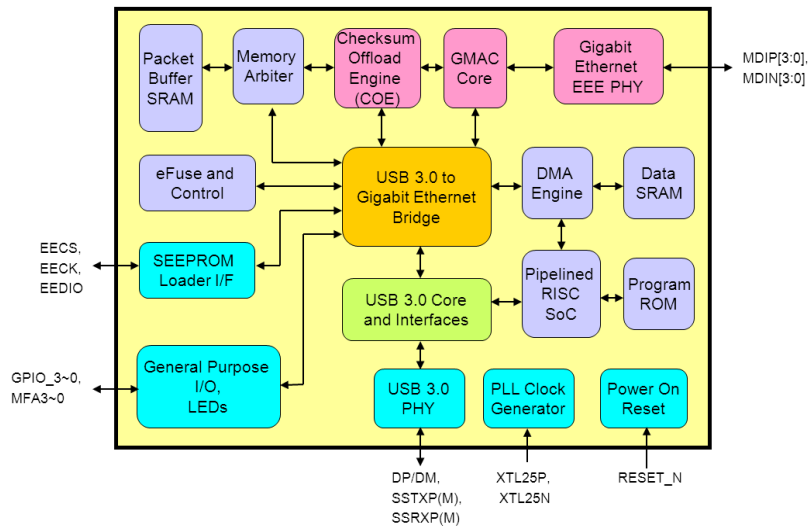 Packet
Buffer
SRAM
Memory
Arbiter
Checksum
Offload
Engine
(COE)
GMAC
Core
Gigabit
Ethernet
EEE PHY
MDIP[3:0],
MDIN[3:0]
eFuse and
Control
USB 3.0 to
Gigabit Ethernet
Bridge
DMA
Engine
Data
SRAM
EECS,
EECK,
EEDIO
SEEPROM
Loader I/F
USB 3.0 Core
and Interfaces
Pipelined
RISC
SoC
Program
ROM
GPIO_3~0,
MFA3~0
General Purpose
I/O,
LEDs
USB 3.0
PHY
PLL Clock
Generator
Power On
Reset
DP/DM,
SSTXP(M),
SSRXP(M)
XTL25P,
XTL25N
RESET_N